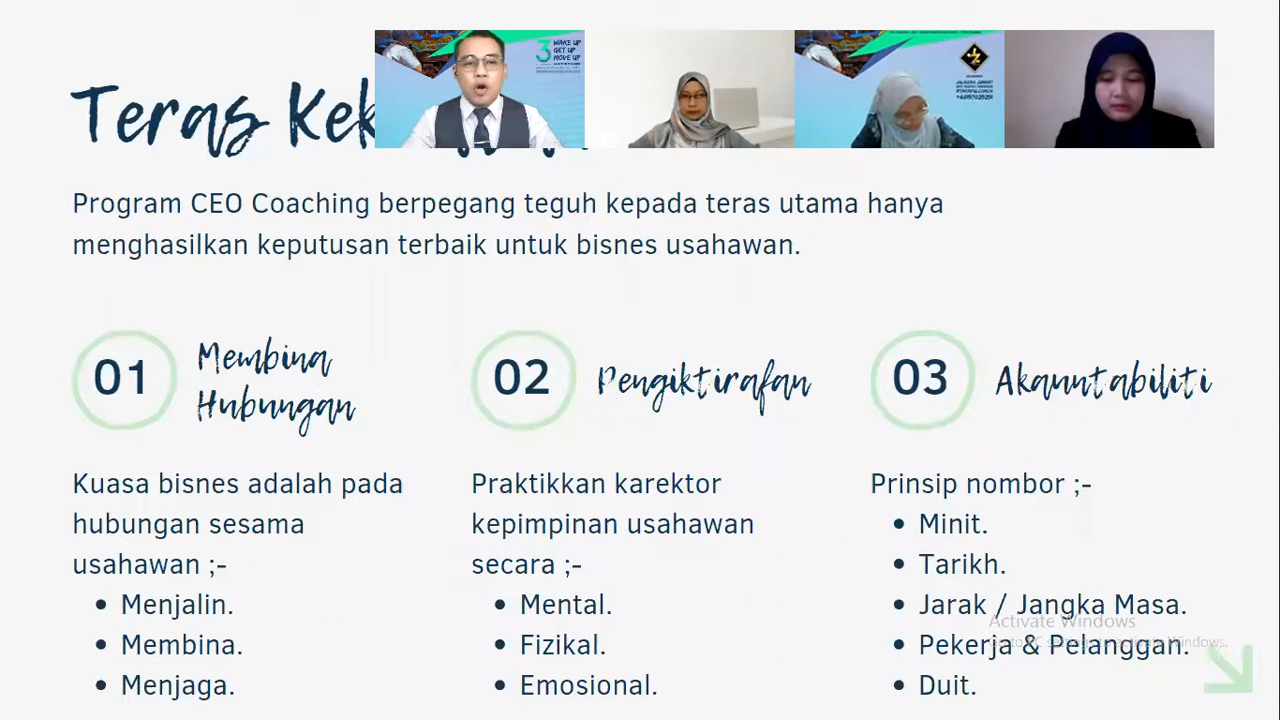 Teras
WAKE UP
3 GET UP
MOVE UP
Program CEO Coaching berpegang teguh kepada teras utama hanya
menghasilkan keputusan terbaik untuk bisnes usahawan.
01 Membina
Hubungan
Kuasa bisnes adalah pada
hubungan sesama
usahawan ;-
• Menjalin.
• Membina.
• Menjaga.
02 Pengiktirafan
Praktikkan karektor
kepimpinan usahawan
secara ;-
• Mental.
• Fizikal.
• Emosional.
03 Akauntabiliti
Prinsip nombor ;-
• Minit.
• Tarikh.
• Jarak / Jangka Masa.
• Pekerja & Pelanggan.
• Duit.
Activate Windows